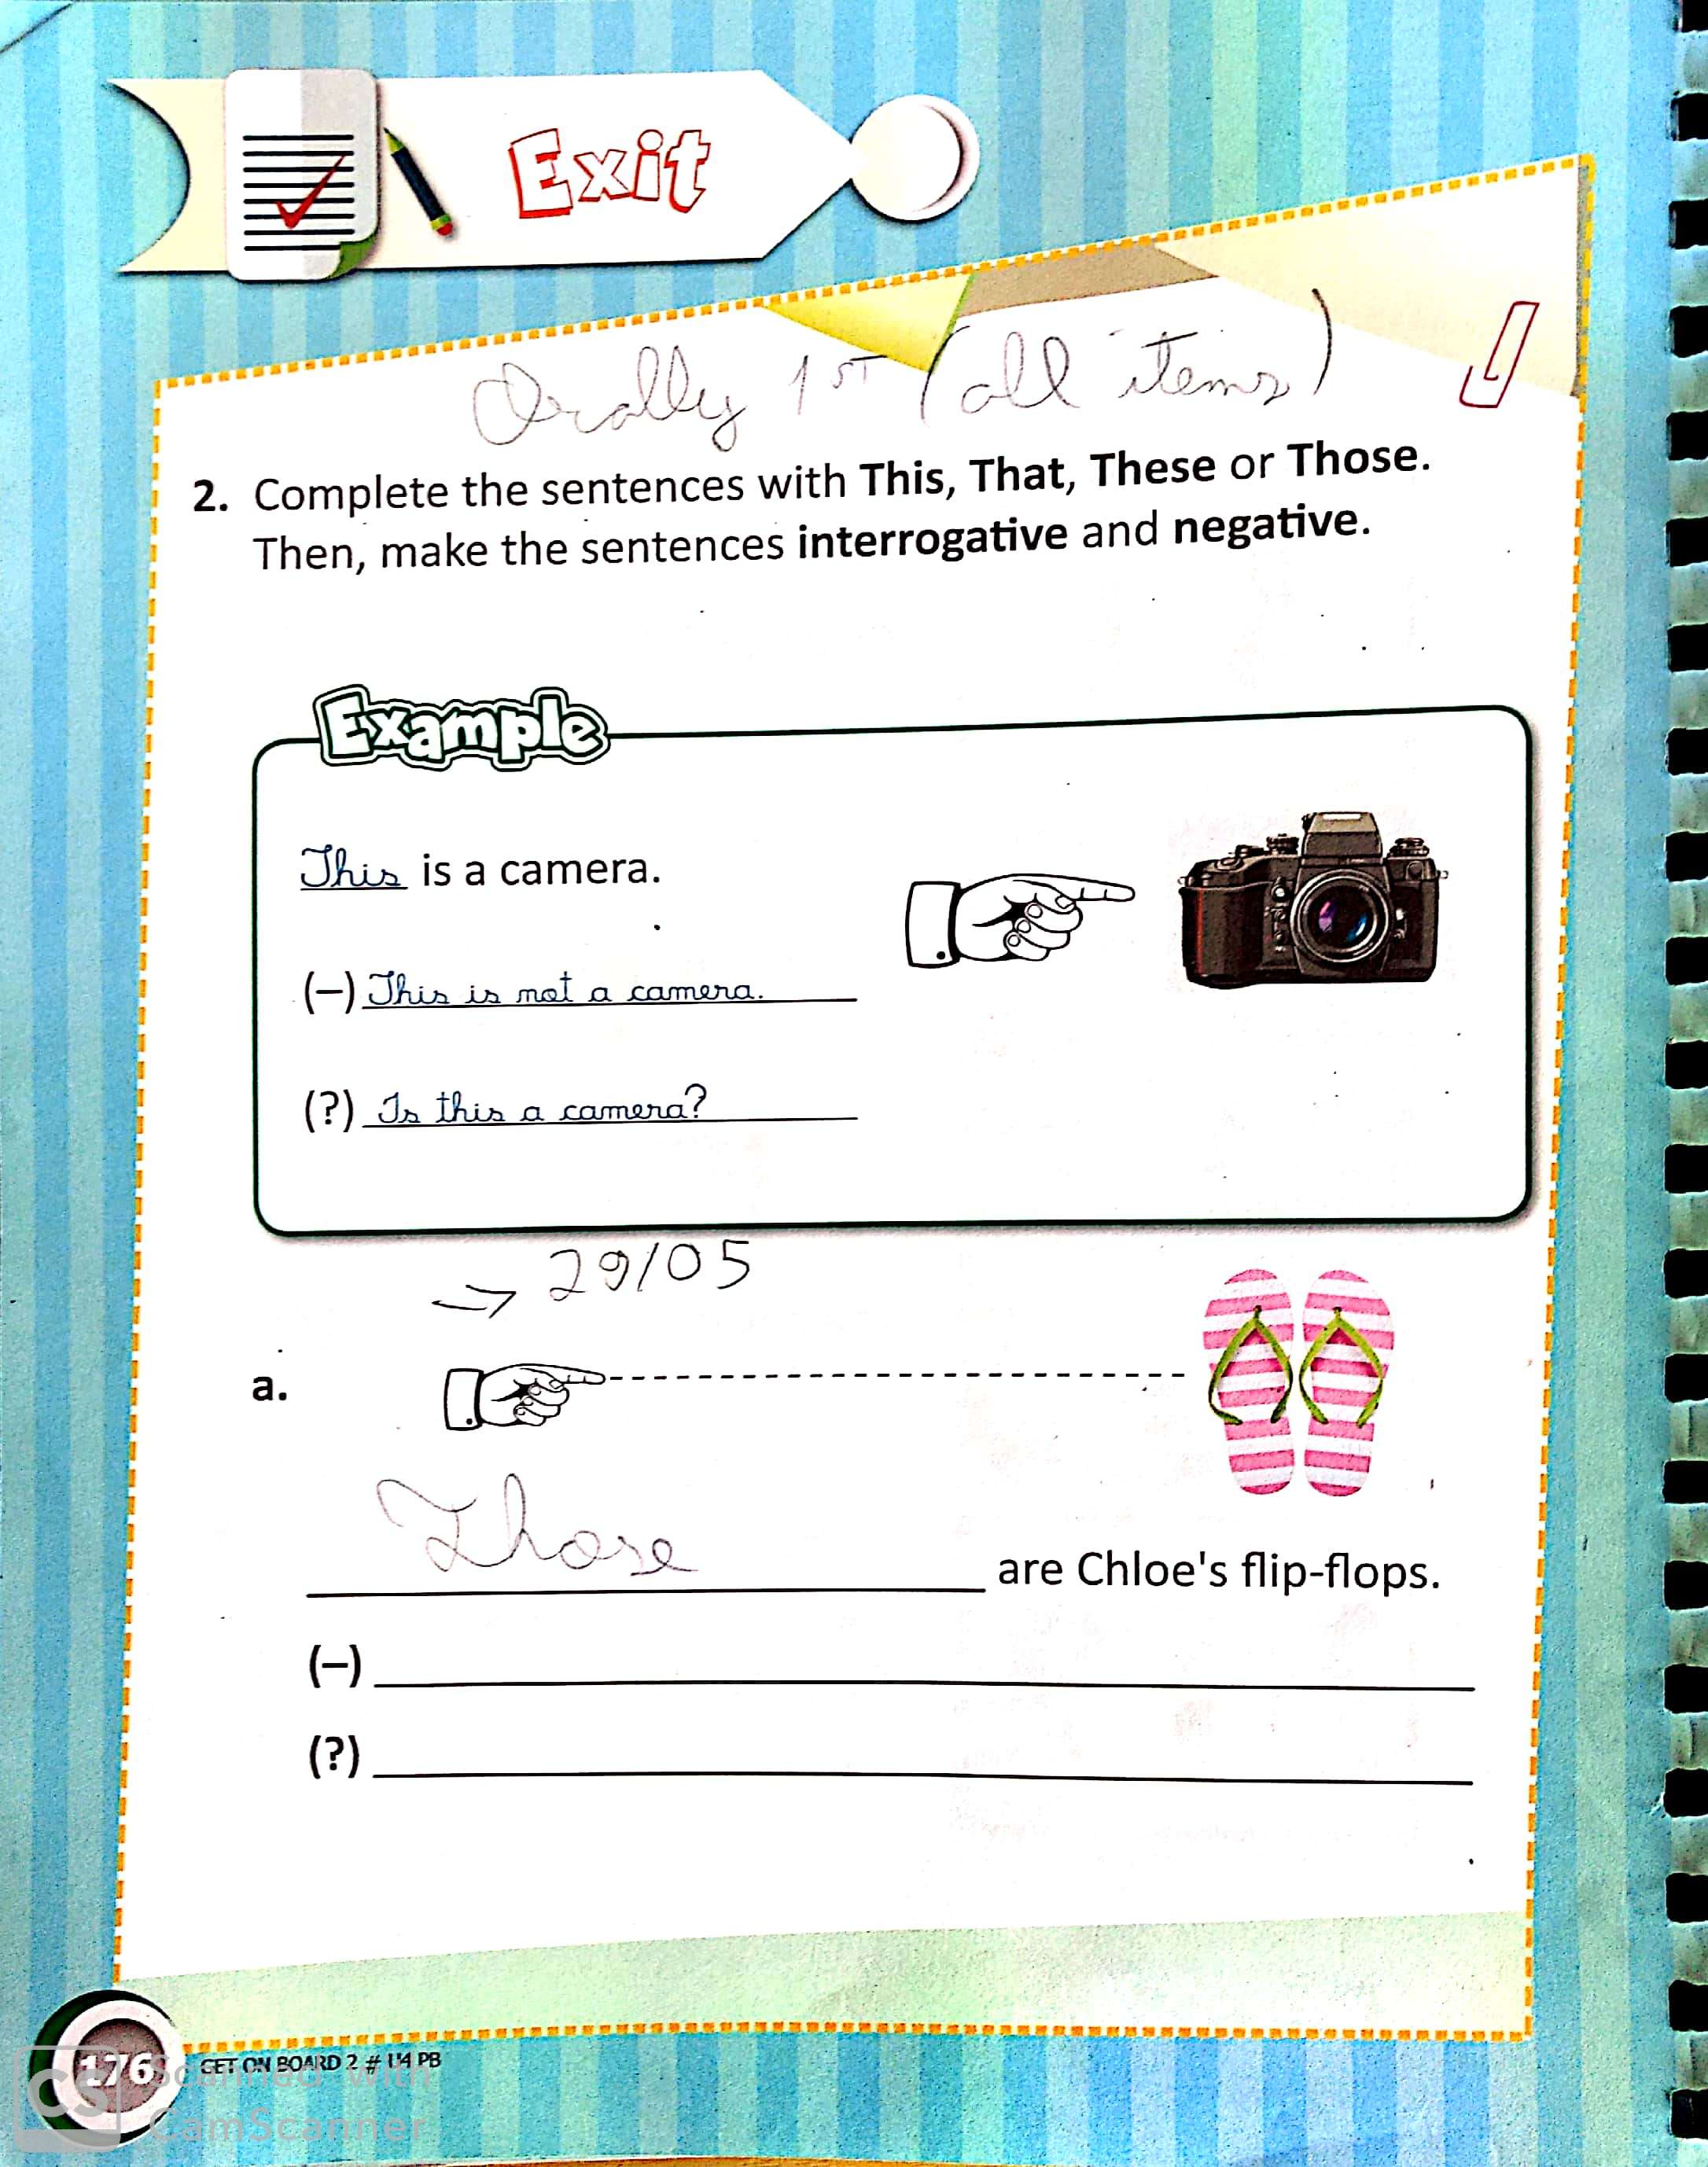 Exit
Orally 1ST (all items)
2. Complete the sentences with This, That, These or Those.
Then, make the sentences interrogative and negative.
Example
This is a camera.
(–) This is not a camera.
(?) Is this a camera?
→ 29/05
a.
Those are Chloe's flip-flops.
(–)
(?)
176 GET ON BOARD 2 # U4 PB
CS Scanned with
CamScanner